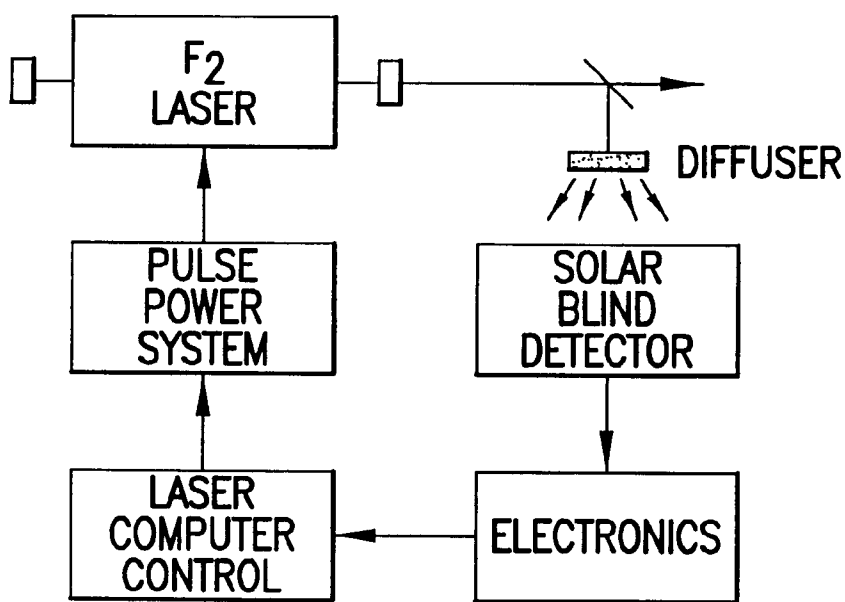 F2
LASER
DIFFUSER
PULSE
POWER
SYSTEM
SOLAR
BLIND
DETECTOR
LASER
COMPUTER
CONTROL
ELECTRONICS